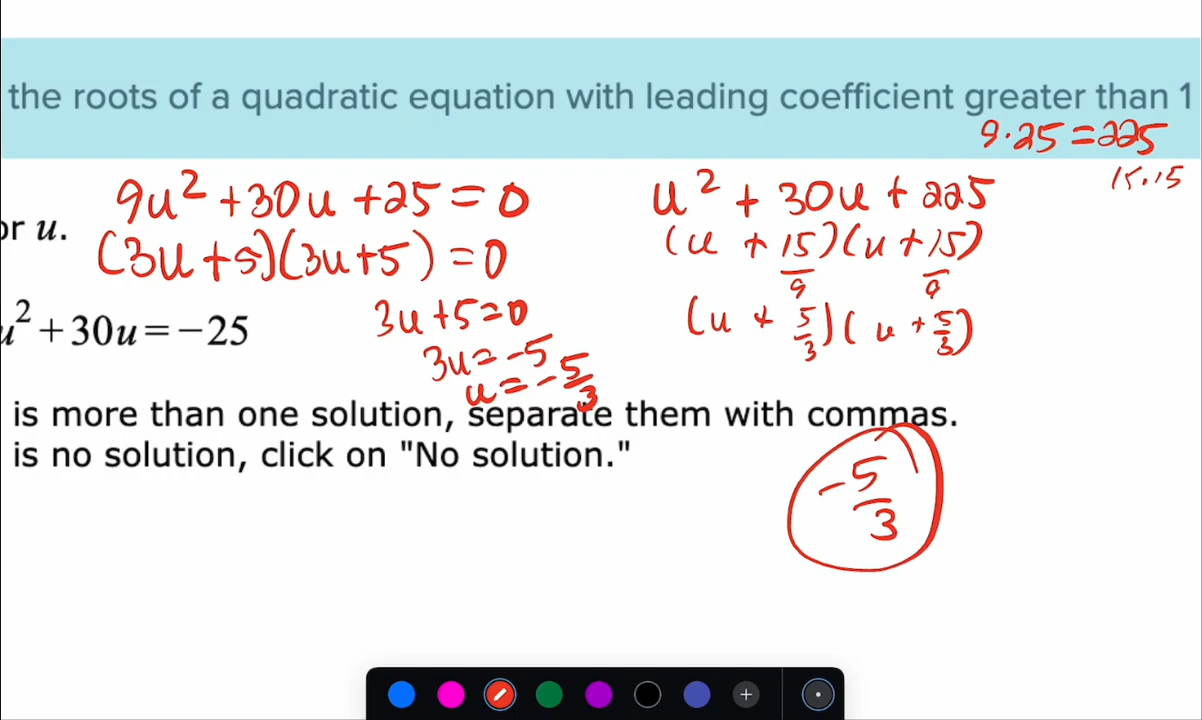 the roots of a quadratic equation with leading coefficient greater than 1
9·25=225
15·15
9u²+30u+25=0
u²+30u+225
or u.
(3u+5)(3u+5)=0
(u+15/9)(u+15/9)
3u+5=0
(u+5/3)(u+5/3)
u²+30u=−25
3u=-5
u=-5/3
is more than one solution, separate them with commas.
is no solution, click on "No solution."
-5/3